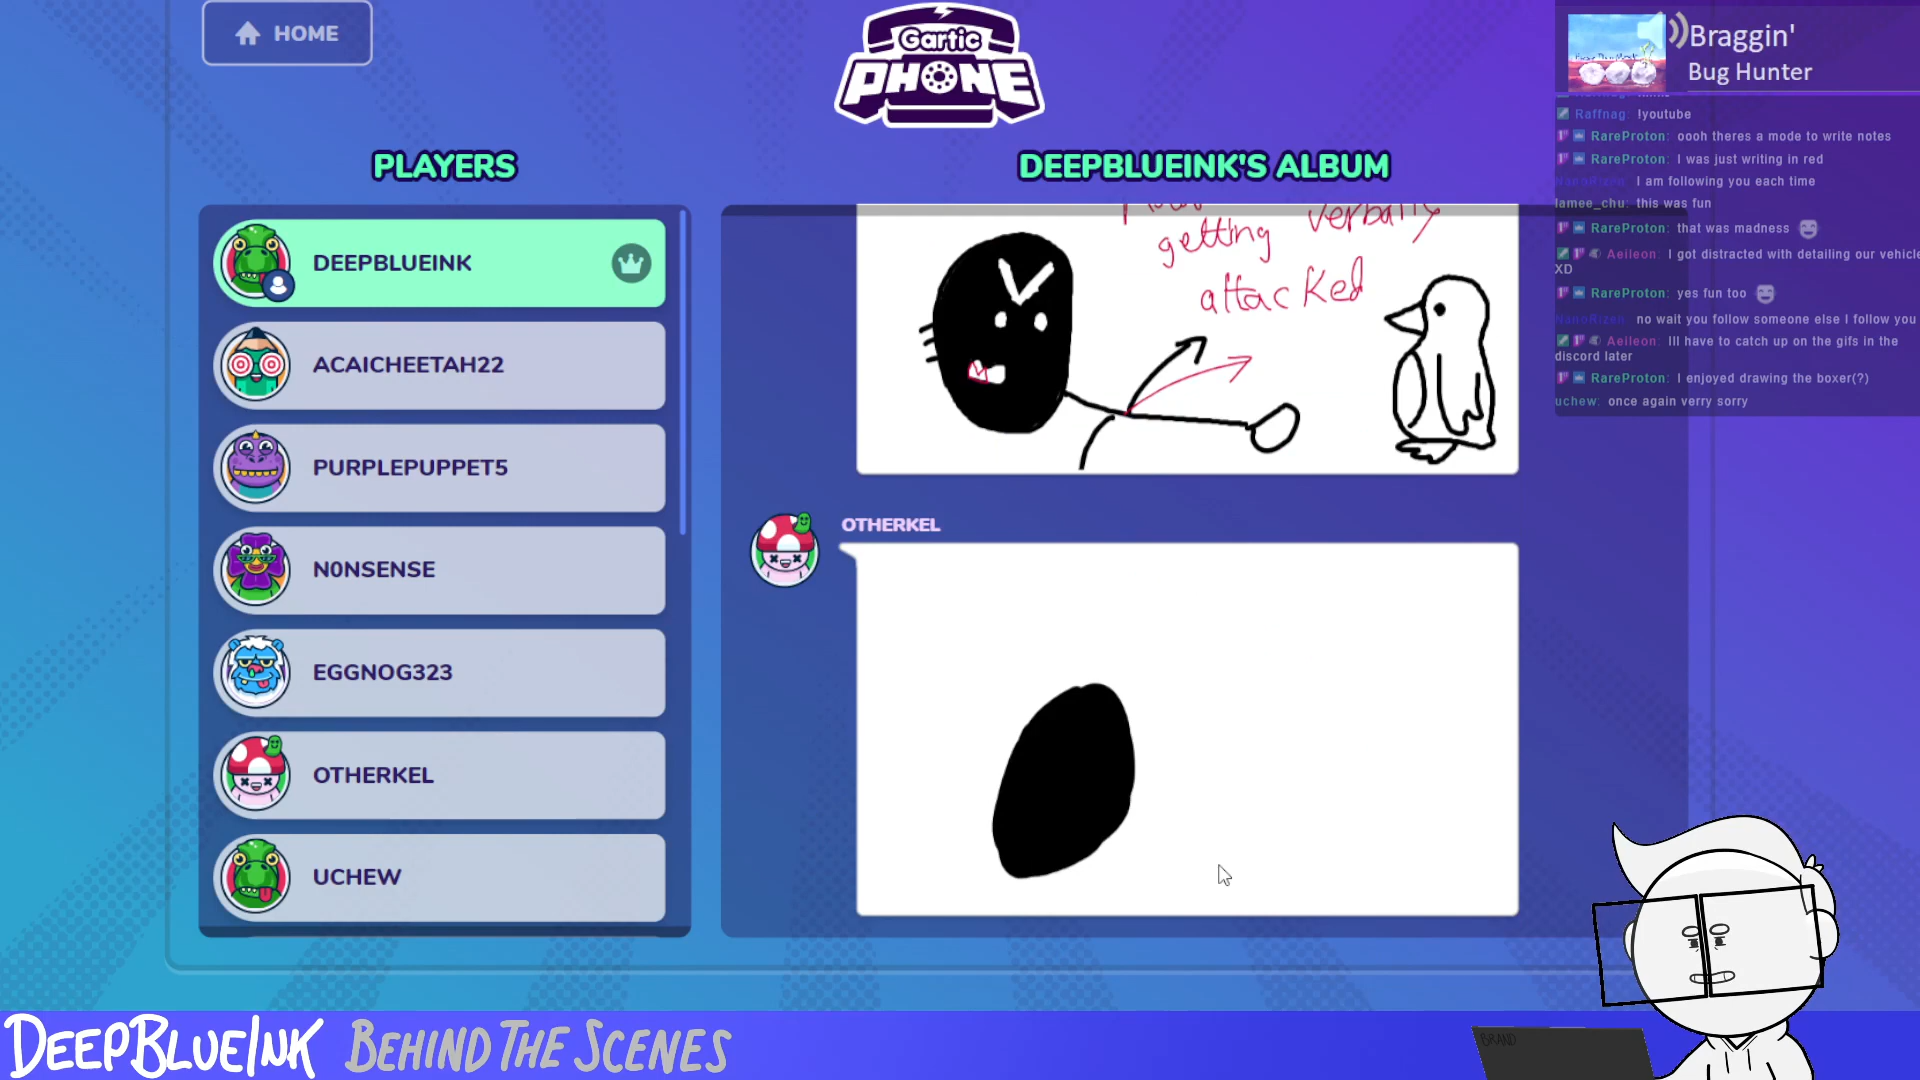 HOME
Gartic
PHONE
PLAYERS
DEEPBLUEINK
ACAICHEETAH22
PURPLEPUPPET5
N0NSENSE
EGGNOG323
OTHERKEL
UCHEW
DEEPBLUEINK'S ALBUM
getting verbally
attacked
OTHERKEL
Braggin'
Bug Hunter
Raffnag: !youtube
RareProton: oooh theres a mode to write notes
RareProton: I was just writing in red
NanoRizen: I am following you each time
lamee_chu: this was fun
RareProton: that was madness
Aeileon: I got distracted with detailing our vehicle
XD
RareProton: yes fun too
NanoRizen: no wait you follow someone else I follow you
Aeileon: Ill have to catch up on the gifs in the
discord later
RareProton: I enjoyed drawing the boxer(?)
uchew: once again verry sorry
DEEPBLUEINK BEHIND THE SCENES
BRAND